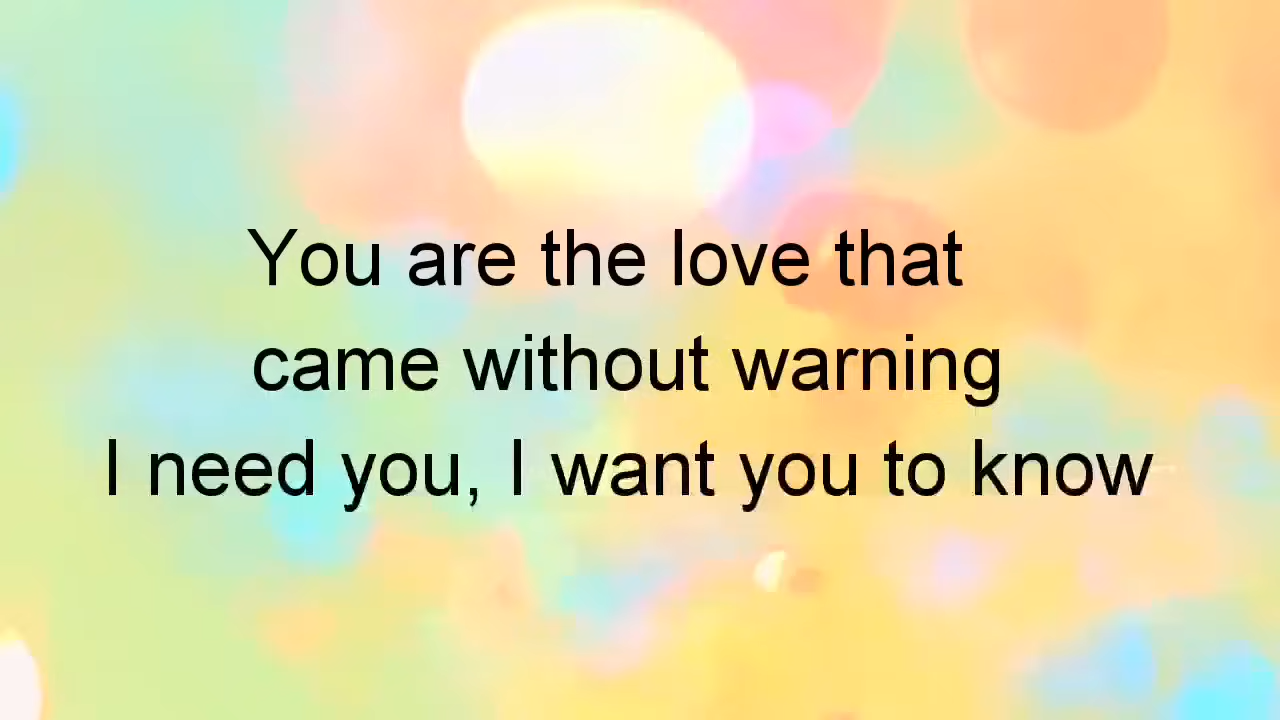 You are the love that
came without warning
I need you, I want you to know